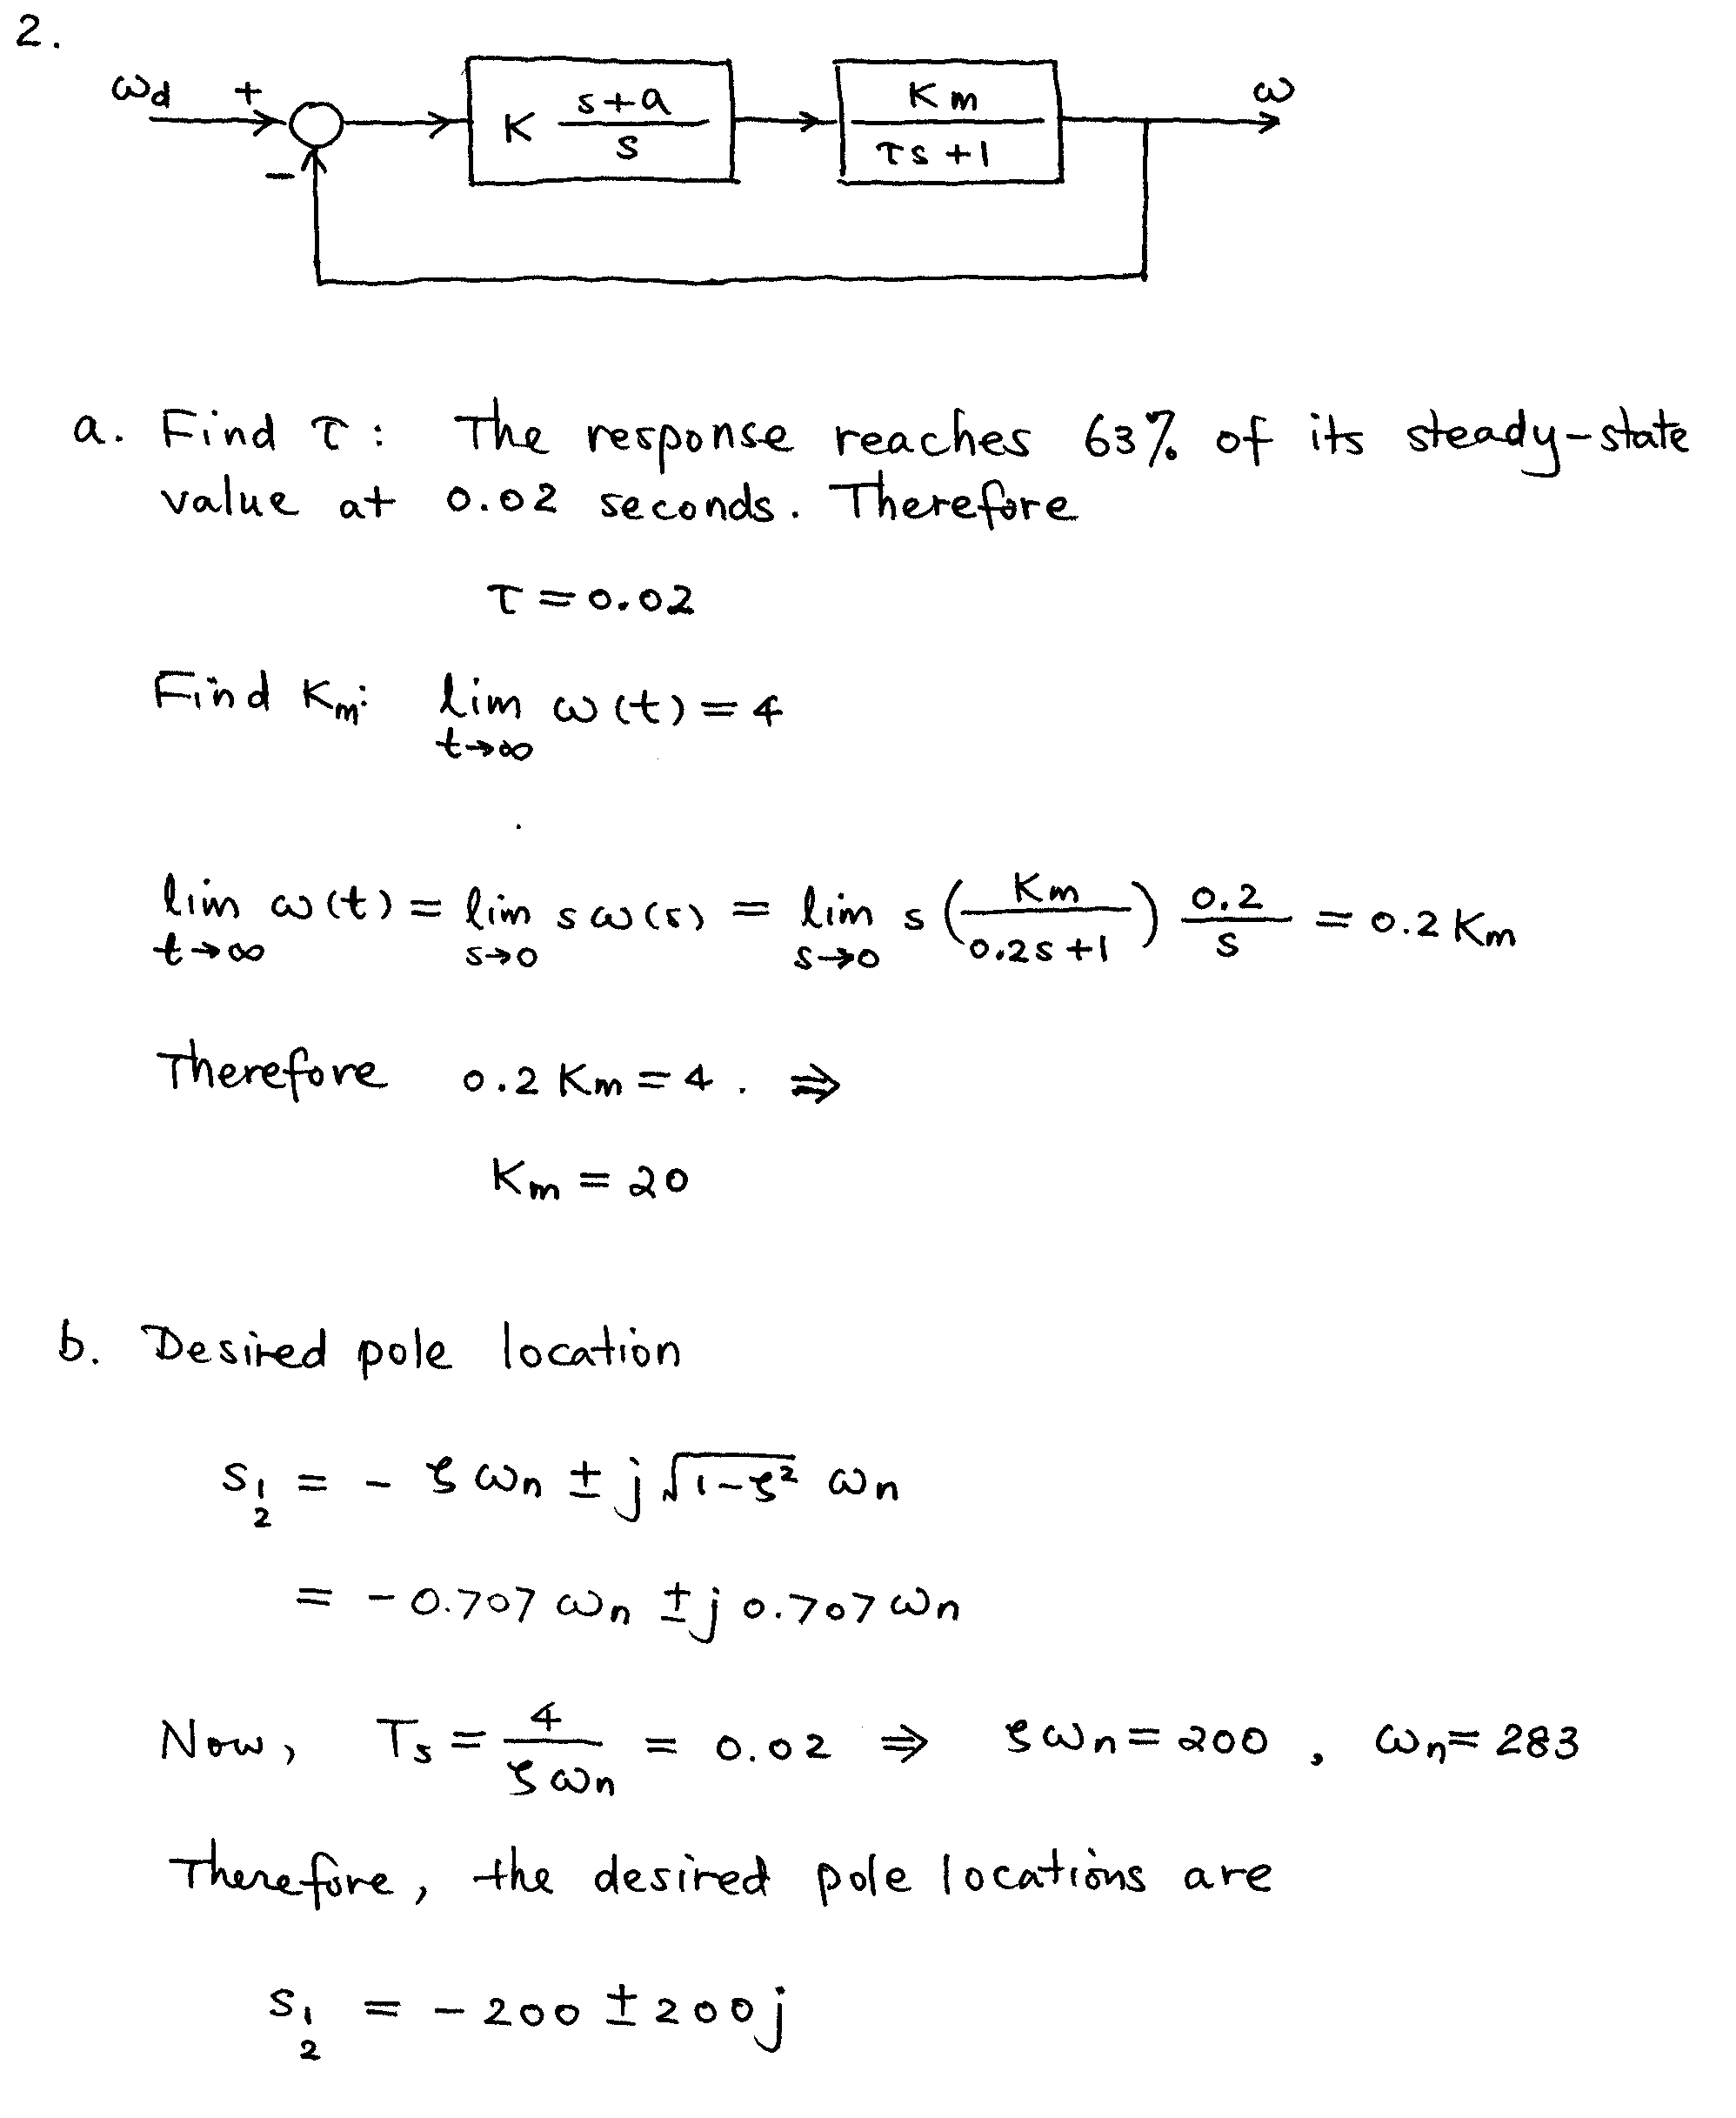 2.
ωd + - K (s+a)/s Km/(τs+1) ω
a. Find τ: The response reaches 63% of its steady-state
value at 0.02 seconds. Therefore
τ = 0.02
Find Km: lim t→∞ ω(t) = 4
lim t→∞ ω(t) = lim s→0 s ω(s) = lim s→0 s (Km/(0.2s+1)) 0.2/s = 0.2 Km
Therefore 0.2 Km = 4. ⇒
Km = 20
b. Desired pole location
s1,2 = - ζωn ± j √(1-ζ²) ωn
= -0.707 ωn ± j 0.707 ωn
Now, Ts = 4/(ζωn) = 0.02 ⇒ ζωn = 200, ωn = 283
Therefore, the desired pole locations are
s1,2 = -200 ± 200j